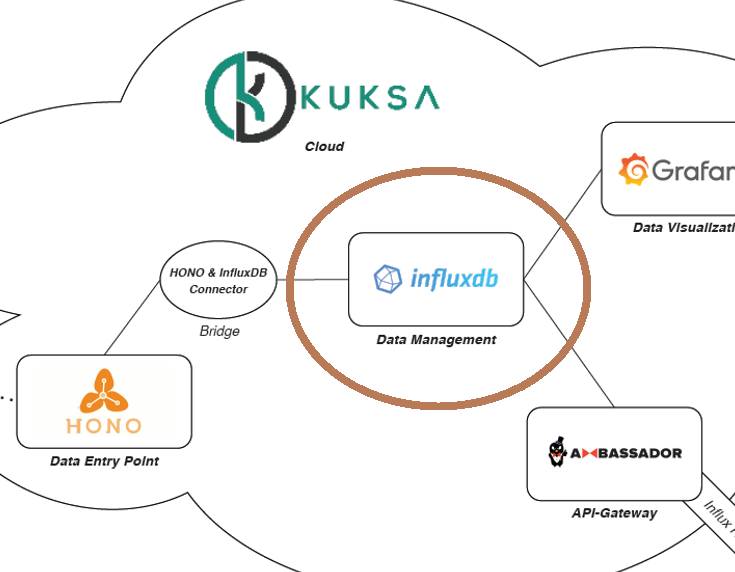 KUKSA
Cloud
Grafan
Data Visualizati
HONO & InfluxDB
Connector
Bridge
influxdb
Data Management
HONO
Data Entry Point
AMBASSADOR
API-Gateway
Influx